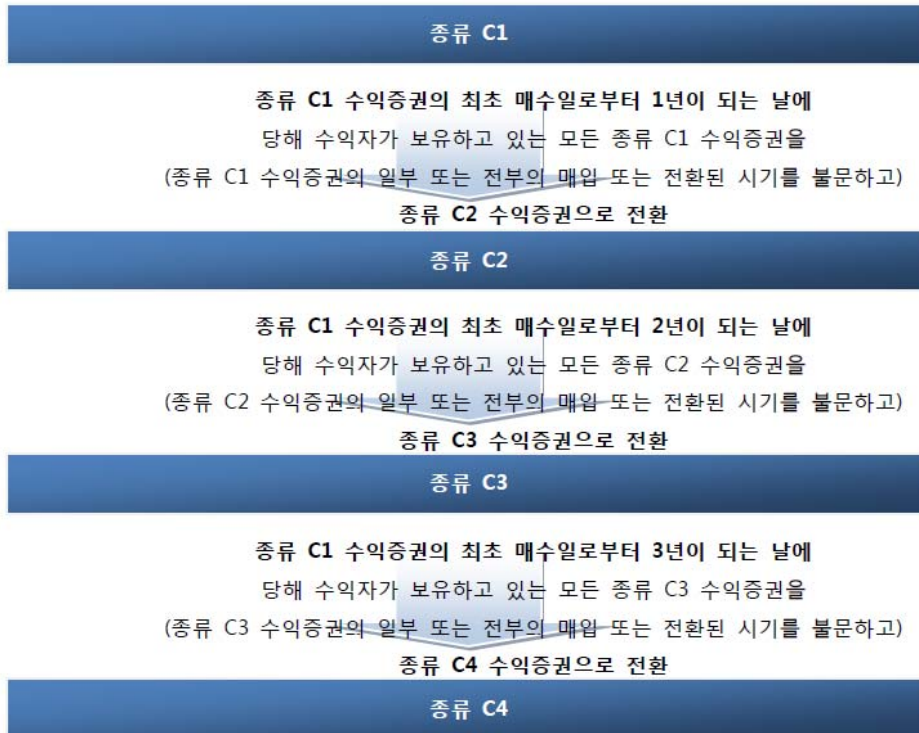 종류 C1
종류 C1 수익증권의 최초 매수일로부터 1년이 되는 날에
당해 수익자가 보유하고 있는 모든 종류 C1 수익증권을
(종류 C1 수익증권의 일부 또는 전부의 매입 또는 전환된 시기를 불문하고)
종류 C2 수익증권으로 전환
종류 C2
종류 C1 수익증권의 최초 매수일로부터 2년이 되는 날에
당해 수익자가 보유하고 있는 모든 종류 C2 수익증권을
(종류 C2 수익증권의 일부 또는 전부의 매입 또는 전환된 시기를 불문하고)
종류 C3 수익증권으로 전환
종류 C3
종류 C1 수익증권의 최초 매수일로부터 3년이 되는 날에
당해 수익자가 보유하고 있는 모든 종류 C3 수익증권을
(종류 C3 수익증권의 일부 또는 전부의 매입 또는 전환된 시기를 불문하고)
종류 C4 수익증권으로 전환
종류 C4